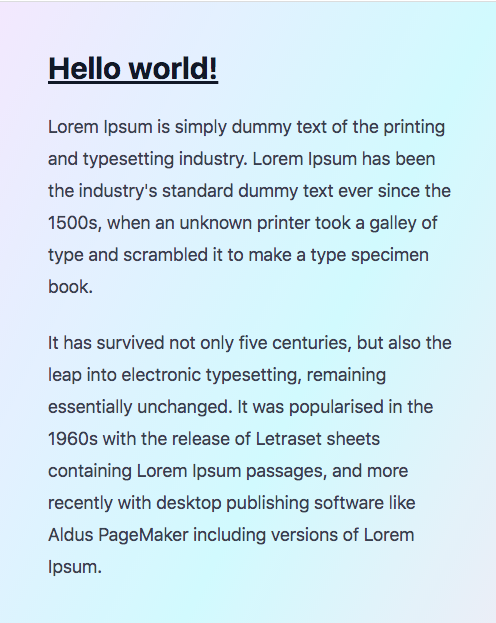 Hello world!
Lorem Ipsum is simply dummy text of the printing
and typesetting industry. Lorem Ipsum has been
the industry's standard dummy text ever since the
1500s, when an unknown printer took a galley of
type and scrambled it to make a type specimen
book.
It has survived not only five centuries, but also the
leap into electronic typesetting, remaining
essentially unchanged. It was popularised in the
1960s with the release of Letraset sheets
containing Lorem Ipsum passages, and more
recently with desktop publishing software like
Aldus PageMaker including versions of Lorem
Ipsum.